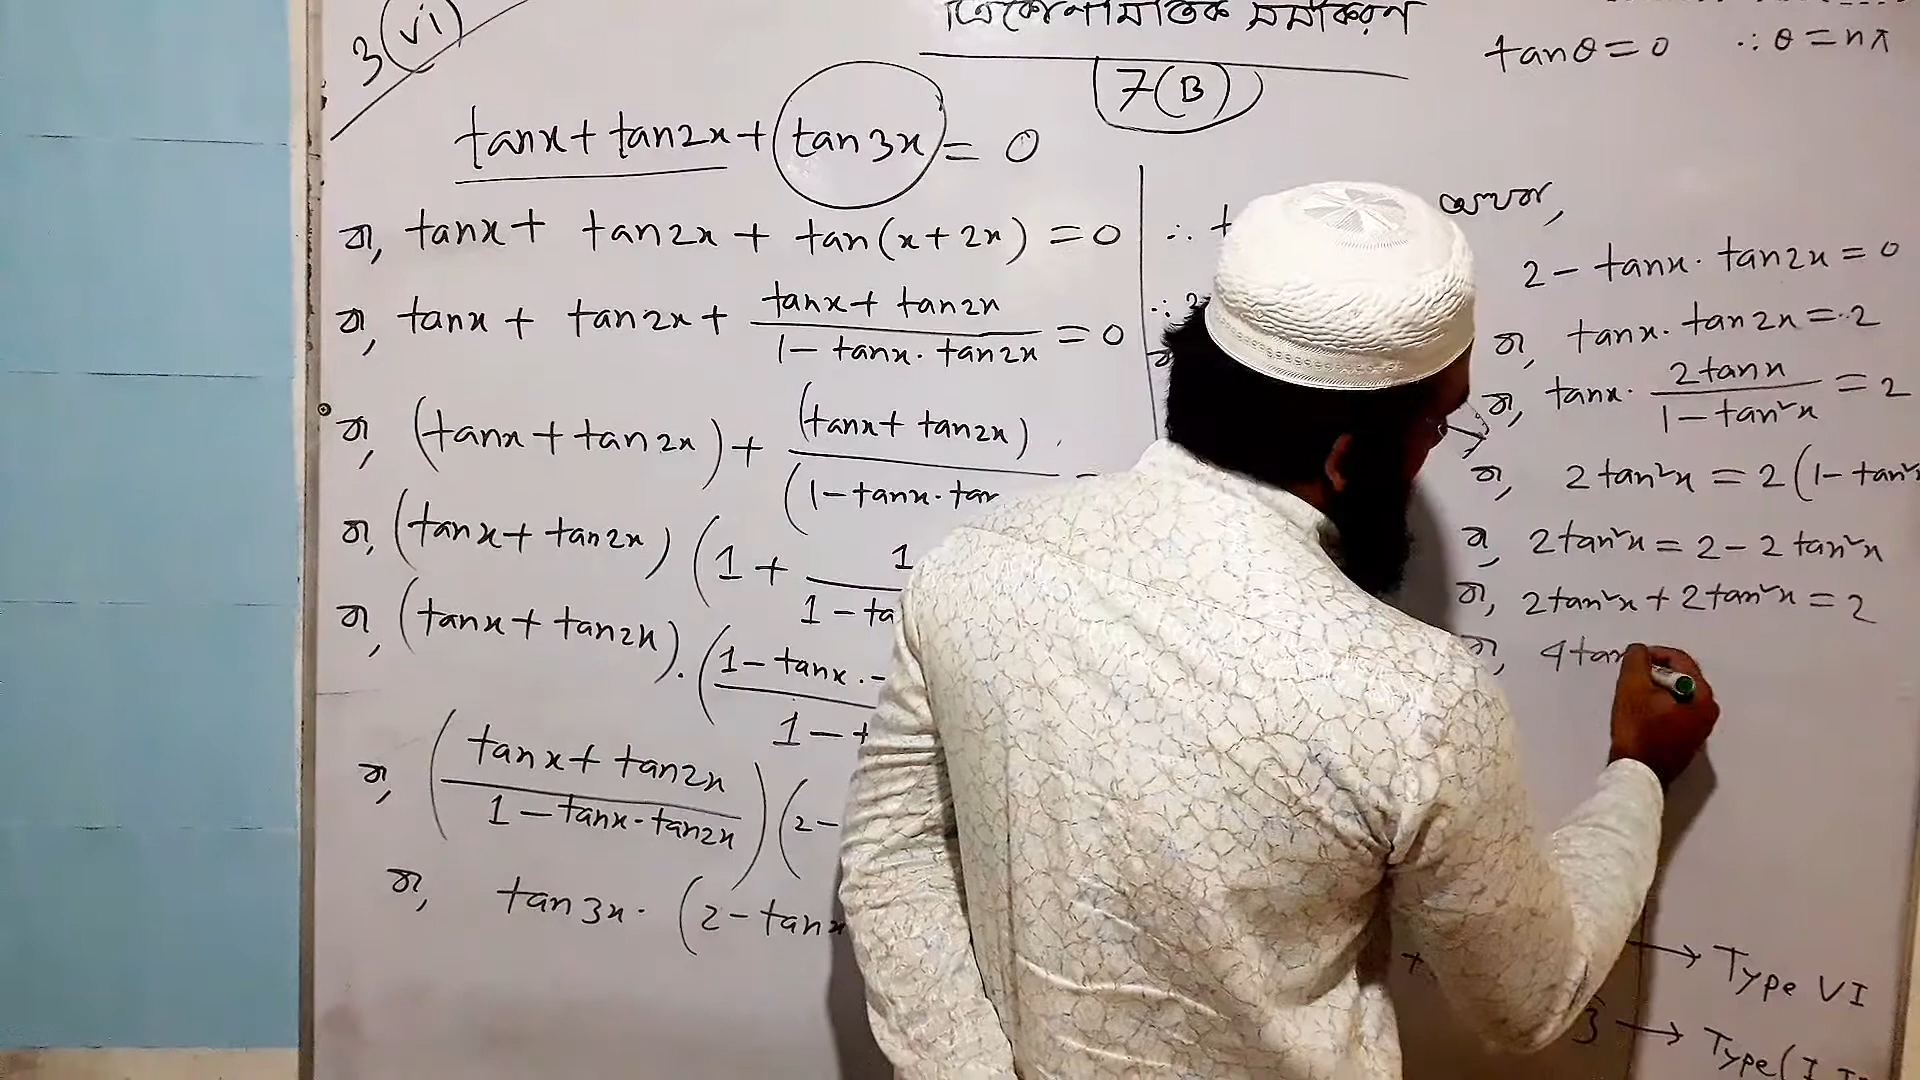 3 (vi)
ত্রিকোণমিতিক সমীকরণ
7(B)
tanθ = 0 ∴ θ = nπ
tanx + tan2x + tan3x = 0
বা, tanx + tan2x + tan(x+2x) = 0
বা, tanx + tan2x + (tanx + tan2x)/(1 - tanx · tan2x) = 0
বা, (tanx + tan2x) + (tanx + tan2x)/(1 - tanx · tan
বা, (tanx + tan2x) (1 + 1/(1 - ta
বা, (tanx + tan2x) · (1 - tanx · -/(1 - t
বা, ((tanx + tan2x)/(1 - tanx · tan2x)) (2 -
বা, tan3x · (2 - tanx
∴ t
অথবা,
2 - tanx · tan2x = 0
বা, tanx · tan2x = 2
বা, tanx · 2tanx/(1 - tan²x) = 2
বা, 2tan²x = 2(1 - tan²x
বা, 2tan²x = 2 - 2tan²x
বা, 2tan²x + 2tan²x = 2
বা, 4tan
→ Type VI
3 → Type (I